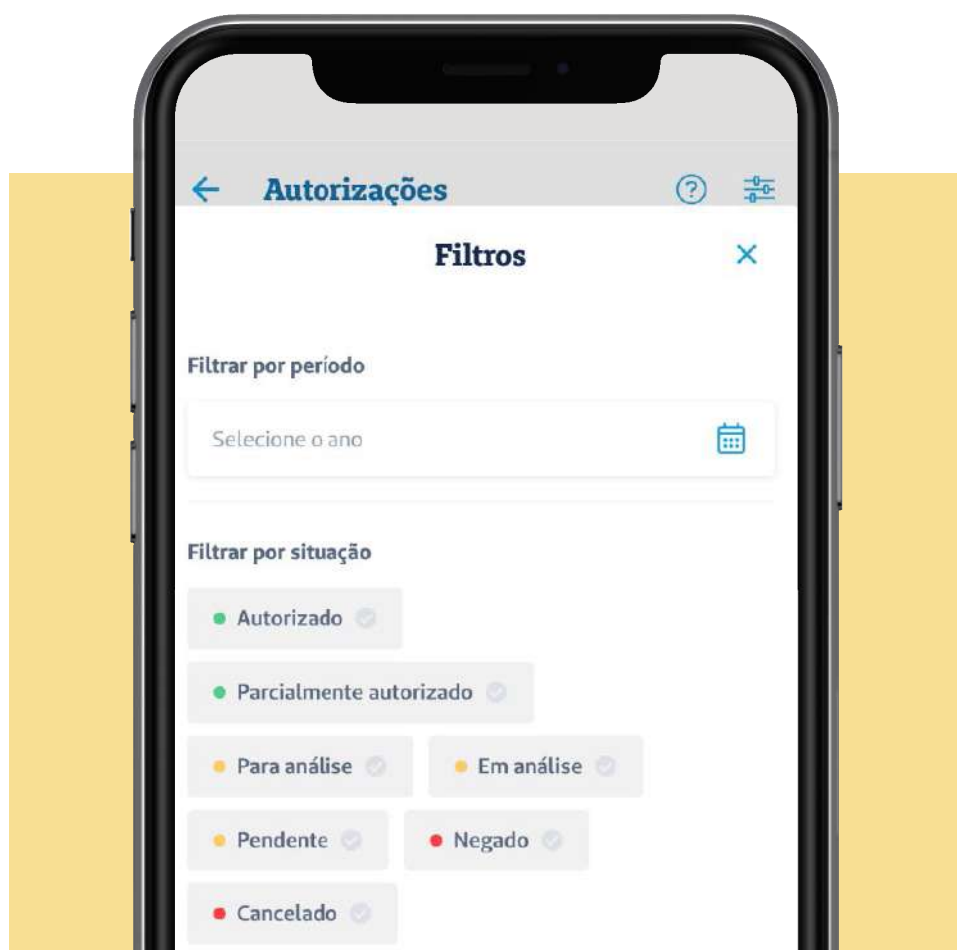 Autorizações
Filtros
Filtrar por período
Selecione o ano
Filtrar por situação
Autorizado
Parcialmente autorizado
Para análise Em análise
Pendente Negado
Cancelado